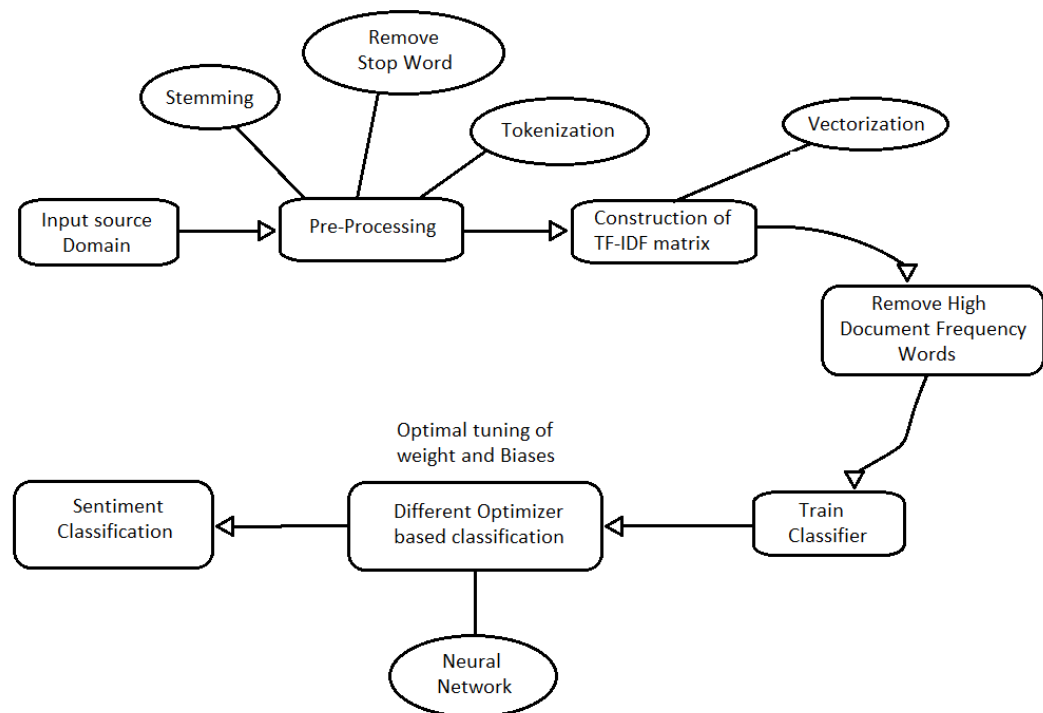 Remove
Stop Word
Stemming
Tokenization
Vectorization
Input source
Domain
Pre-Processing
Construction of
TF-IDF matrix
Remove High
Document Frequency
Words
Optimal tuning of
weight and Biases
Sentiment
Classification
Different Optimizer
based classification
Train
Classifier
Neural
Network